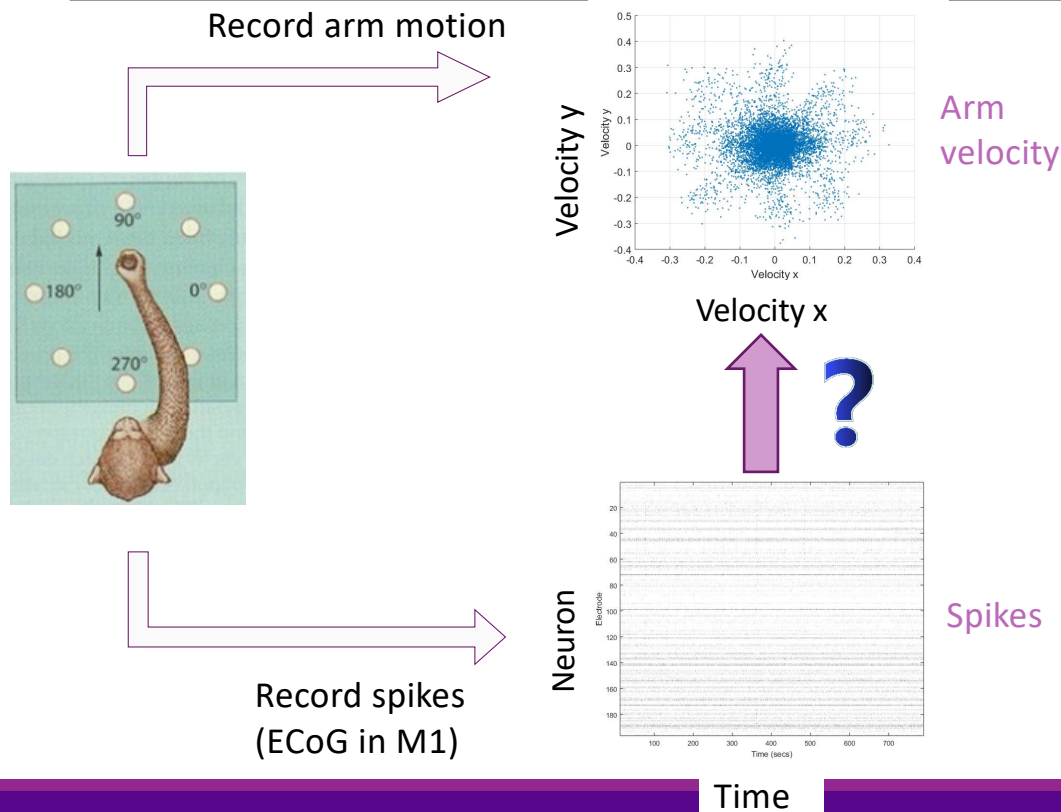 Record arm motion
90°
180°
0°
270°
Record spikes
(ECoG in M1)
Velocity y
Velocity y
0.5
0.4
0.3
0.2
0.1
0
-0.1
-0.2
-0.3
-0.4
-0.4 -0.3 -0.2 -0.1 0 0.1 0.2 0.3 0.4
Velocity x
Velocity x
Arm
velocity
?
Neuron
Electrode
20
40
60
80
100
120
140
160
180
100 200 300 400 500 600 700
Time (secs)
Spikes
Time